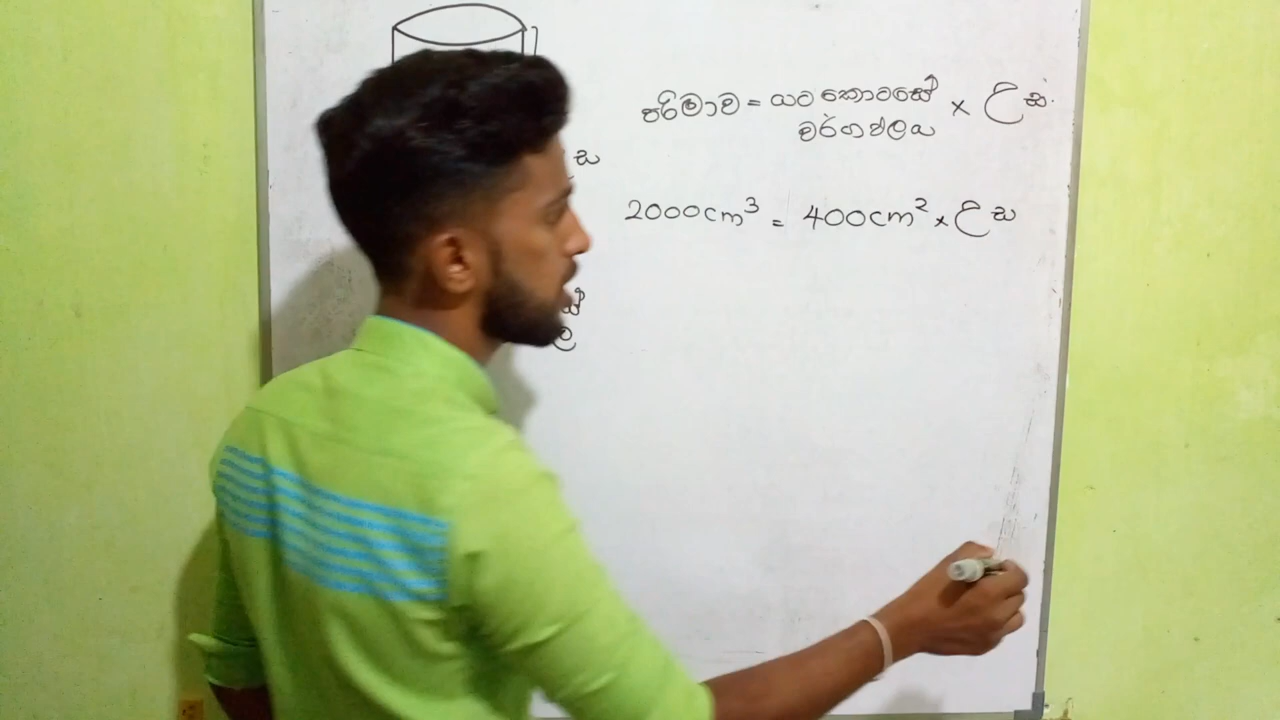 පරිමාව = යට කොටසේ × උස.
වර්ගඵලය
ස
2000cm³ = 400cm² × උස
සේ
ල